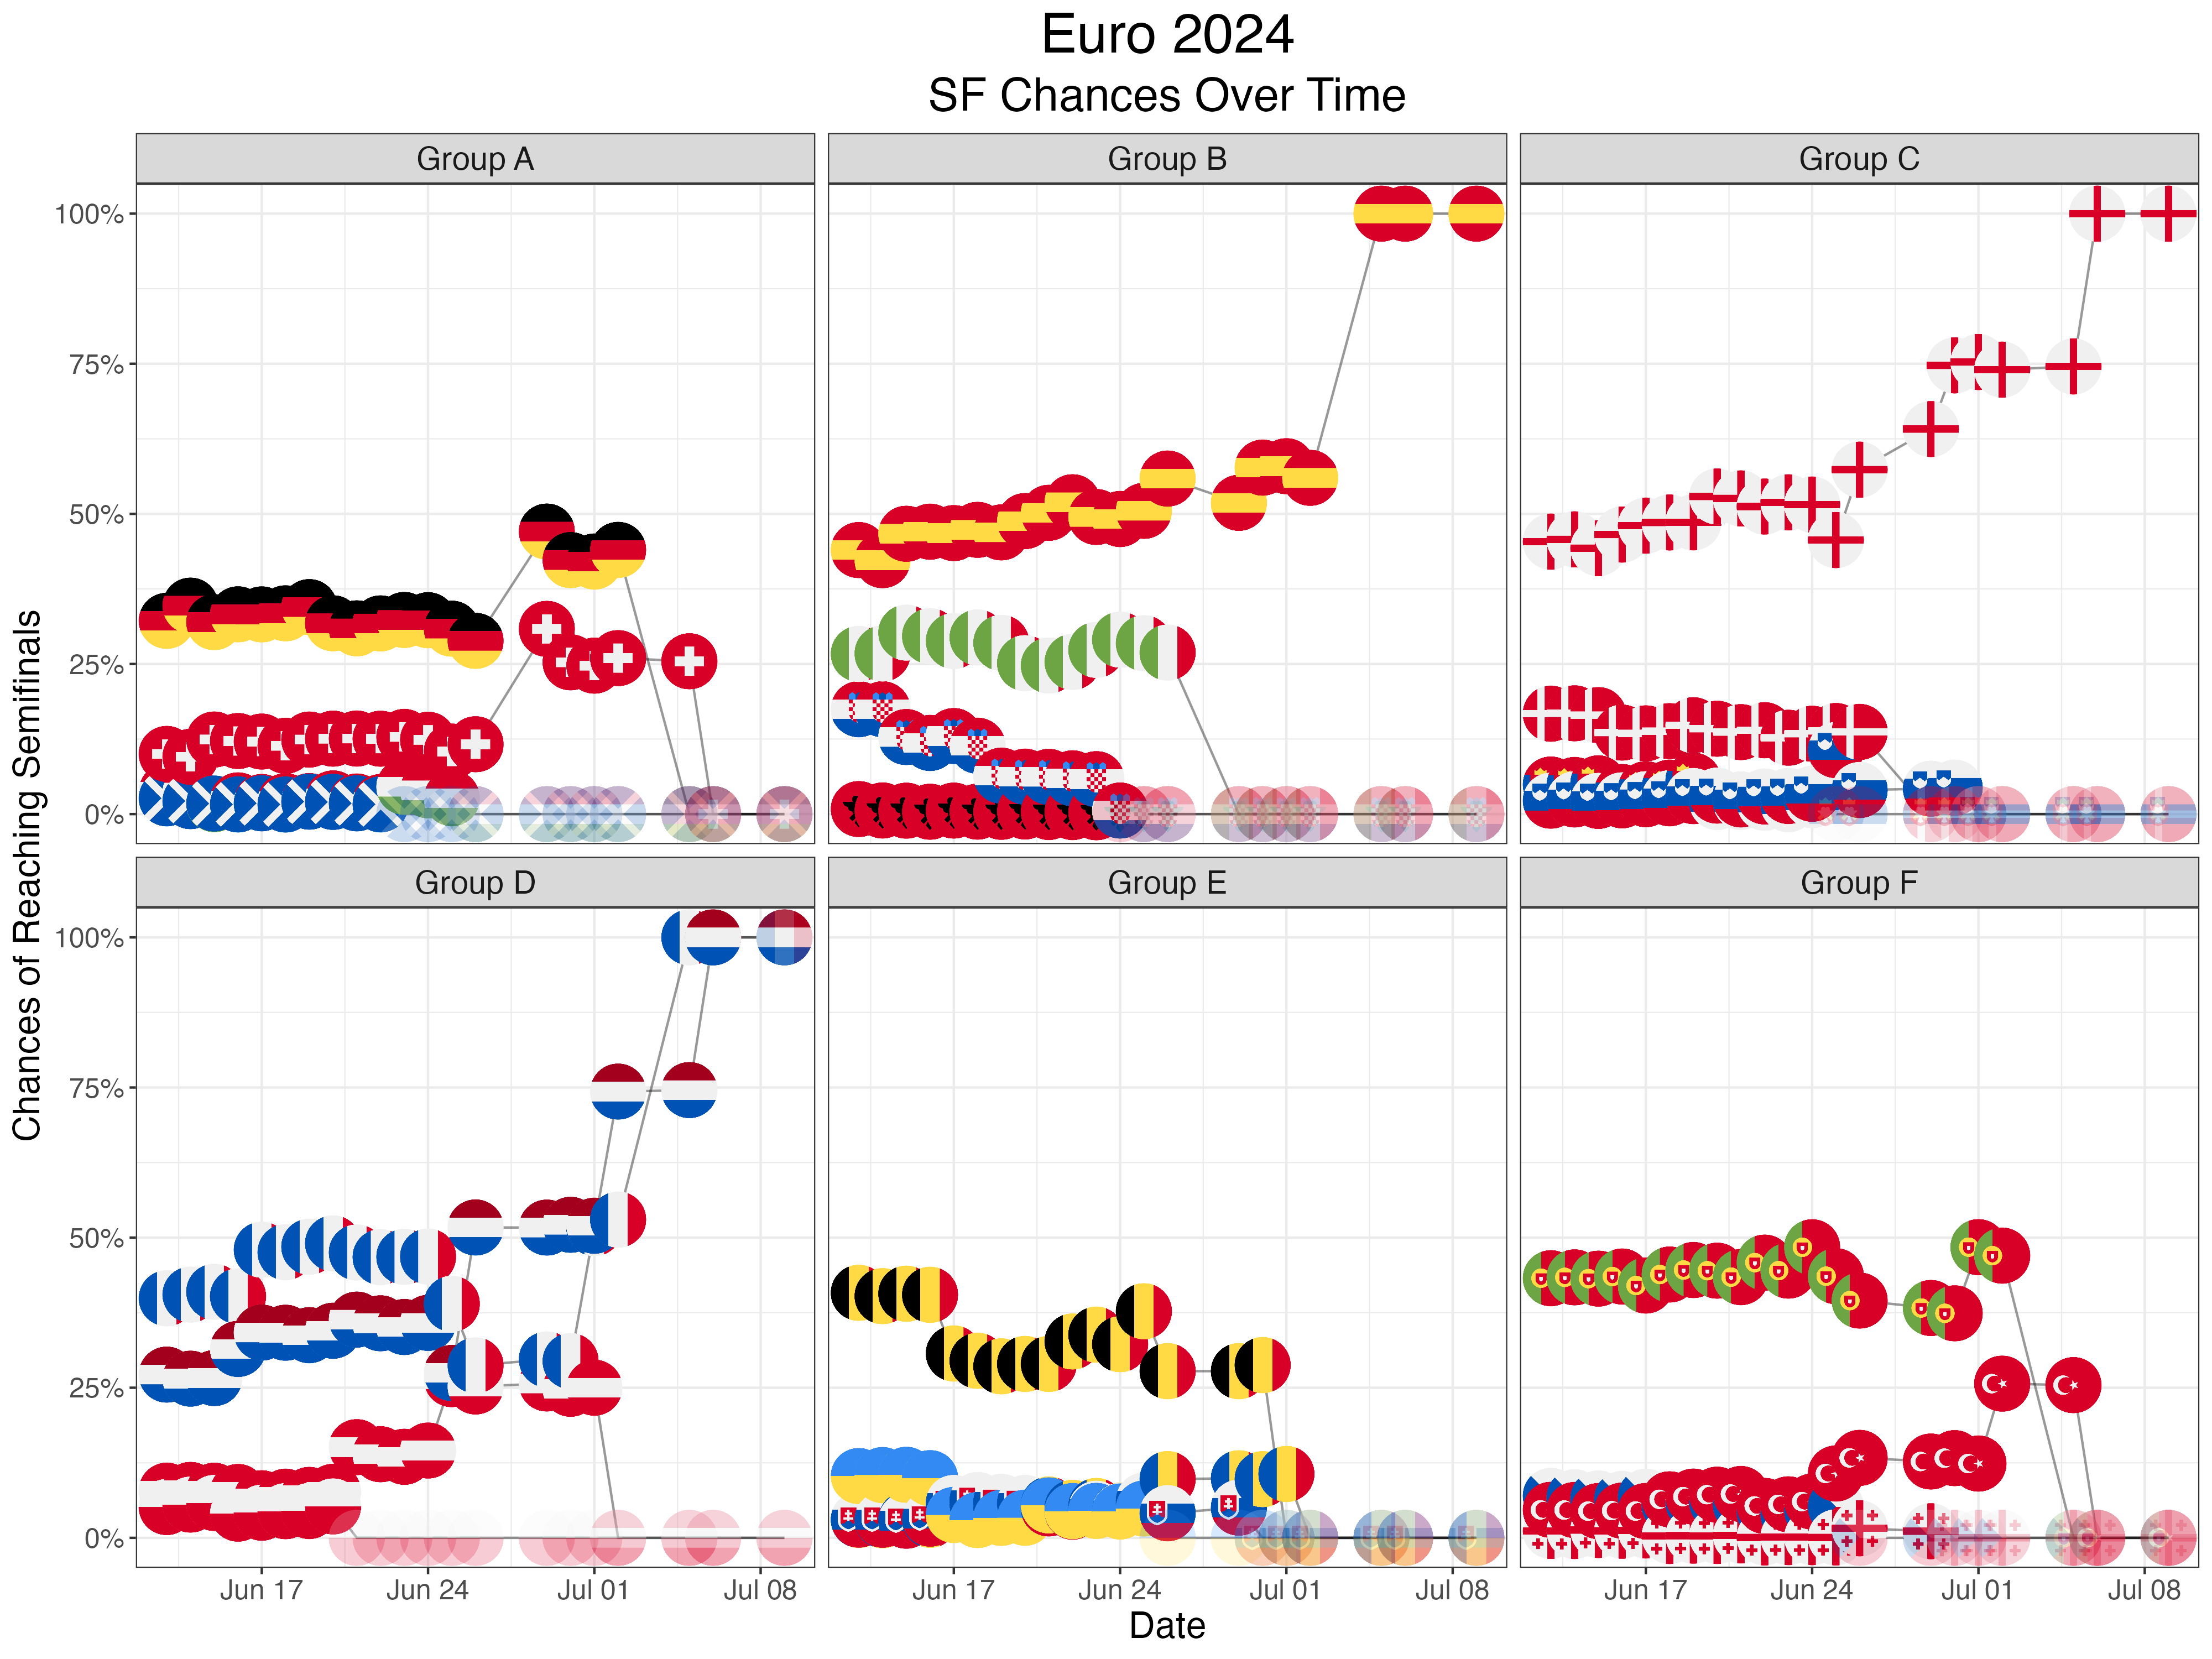 Euro 2024
SF Chances Over Time
Group A
Group B
Group C
100%
75%
50%
25%
0%
Group D
Group E
Group F
100%
75%
50%
25%
0%
Jun 17
Jun 24
Jul 01
Jul 08
Jun 17
Jun 24
Jul 01
Jul 08
Jun 17
Jun 24
Jul 01
Jul 08
Date
Chances of Reaching Semifinals